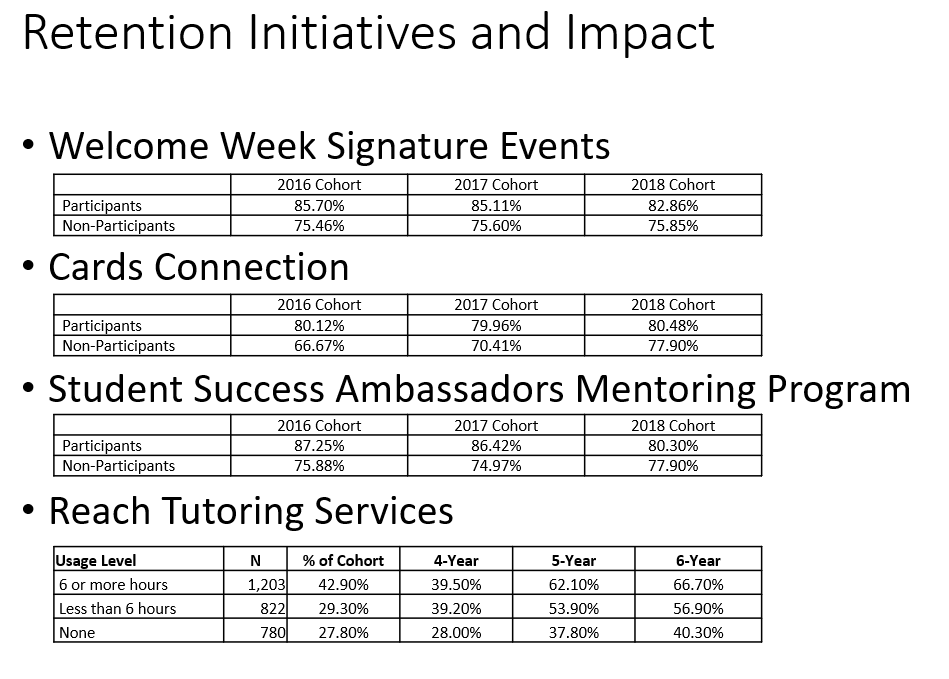 Retention Initiatives and Impact
• Welcome Week Signature Events
2016 Cohort 2017 Cohort 2018 Cohort
Participants 85.70% 85.11% 82.86%
Non-Participants 75.46% 75.60% 75.85%
• Cards Connection
2016 Cohort 2017 Cohort 2018 Cohort
Participants 80.12% 79.96% 80.48%
Non-Participants 66.67% 70.41% 77.90%
• Student Success Ambassadors Mentoring Program
2016 Cohort 2017 Cohort 2018 Cohort
Participants 87.25% 86.42% 80.30%
Non-Participants 75.88% 74.97% 77.90%
• Reach Tutoring Services
Usage Level N % of Cohort 4-Year 5-Year 6-Year
6 or more hours 1,203 42.90% 39.50% 62.10% 66.70%
Less than 6 hours 822 29.30% 39.20% 53.90% 56.90%
None 780 27.80% 28.00% 37.80% 40.30%